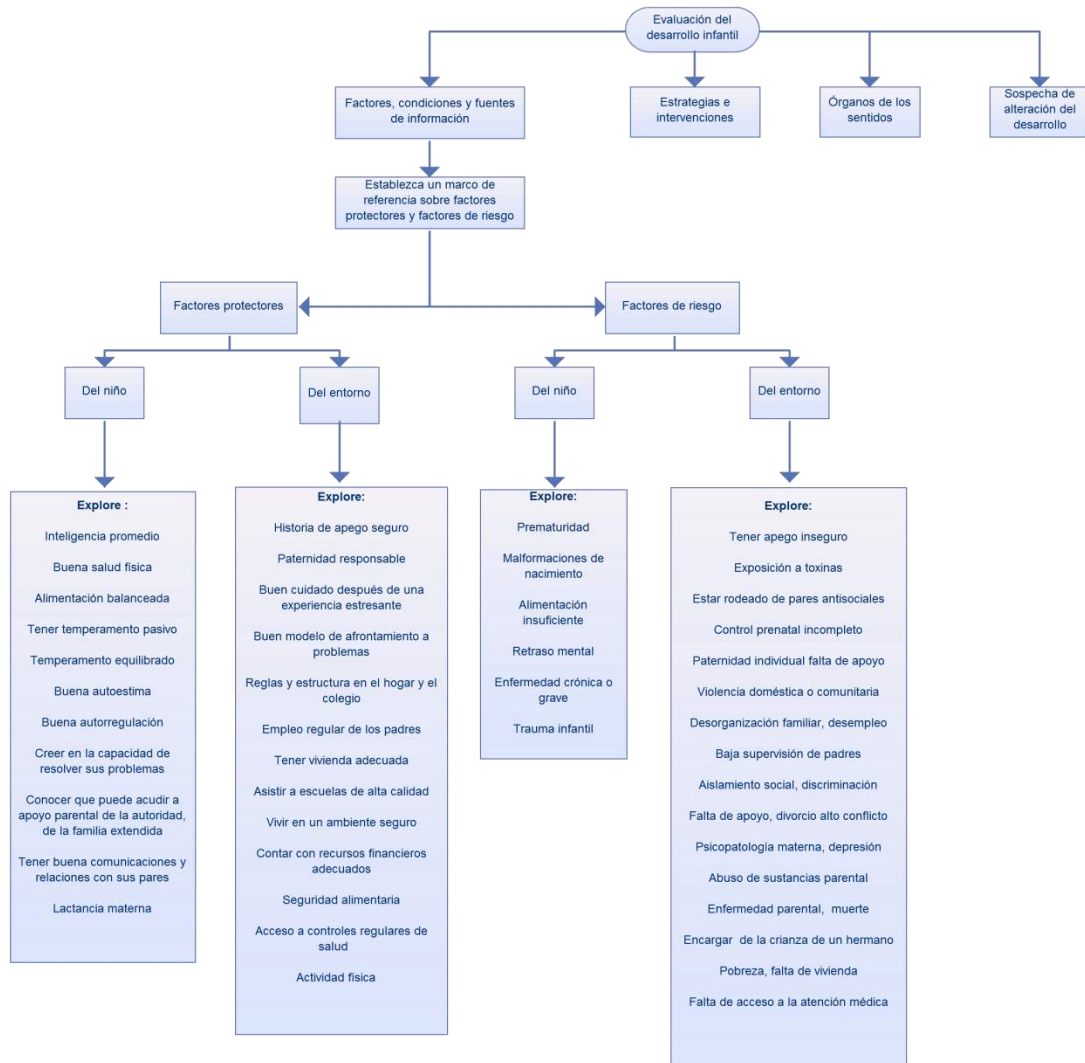 Evaluación del
desarrollo infantil
Factores, condiciones y fuentes
de información
Estrategias e
intervenciones
Órganos de los
sentidos
Sospecha de
alteración del
desarrollo
Establezca un marco de
referencia sobre factores
protectores y factores de riesgo
Factores protectores
Factores de riesgo
Del niño
Del entorno
Del niño
Del entorno
Explore :
Inteligencia promedio
Buena salud física
Alimentación balanceada
Tener temperamento pasivo
Temperamento equilibrado
Buena autoestima
Buena autorregulación
Creer en la capacidad de
resolver sus problemas
Conocer que puede acudir a
apoyo parental de la autoridad,
de la familia extendida
Tener buena comunicaciones y
relaciones con sus pares
Lactancia materna
Explore:
Historia de apego seguro
Paternidad responsable
Buen cuidado después de una
experiencia estresante
Buen modelo de afrontamiento a
problemas
Reglas y estructura en el hogar y el
colegio
Empleo regular de los padres
Tener vivienda adecuada
Asistir a escuelas de alta calidad
Vivir en un ambiente seguro
Contar con recursos financieros
adecuados
Seguridad alimentaria
Acceso a controles regulares de
salud
Actividad física
Explore:
Prematuridad
Malformaciones de
nacimiento
Alimentación
insuficiente
Retraso mental
Enfermedad crónica o
grave
Trauma infantil
Explore:
Tener apego inseguro
Exposición a toxinas
Estar rodeado de pares antisociales
Control prenatal incompleto
Paternidad individual falta de apoyo
Violencia doméstica o comunitaria
Desorganización familiar, desempleo
Baja supervisión de padres
Aislamiento social, discriminación
Falta de apoyo, divorcio alto conflicto
Psicopatología materna, depresión
Abuso de sustancias parental
Enfermedad parental, muerte
Encargar de la crianza de un hermano
Pobreza, falta de vivienda
Falta de acceso a la atención médica